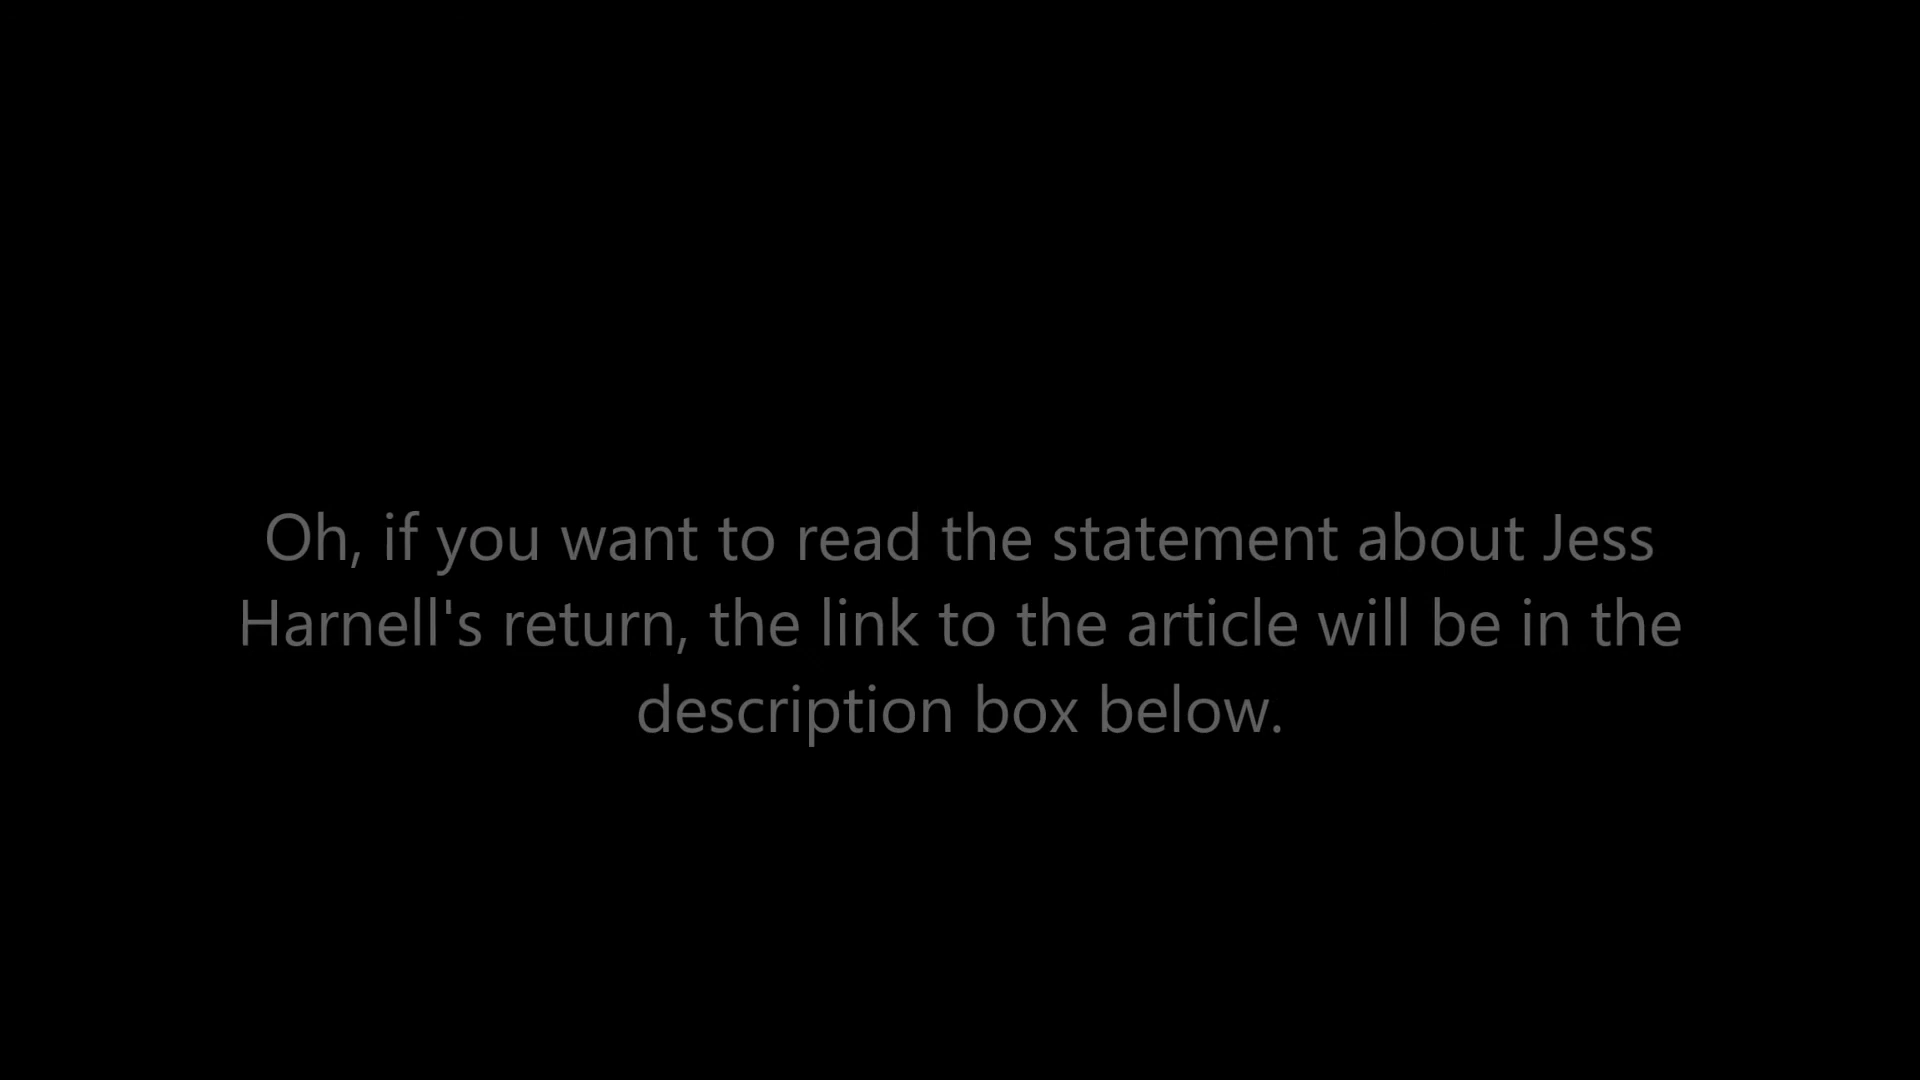 Oh, if you want to read the statement about Jess
Harnell's return, the link to the article will be in the
description box below.